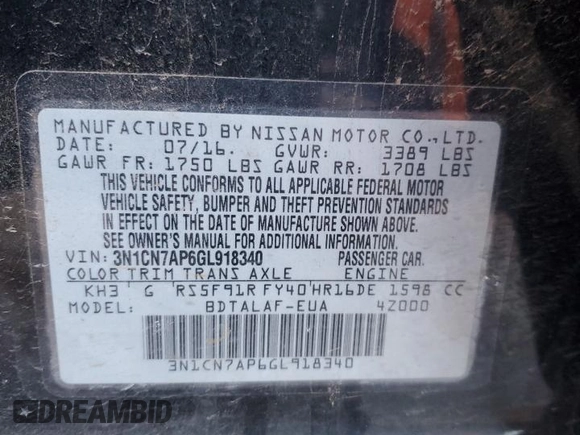 MANUFACTURED BY NISSAN MOTOR CO., LTD.
DATE: 07/16. GVWR: 3389 LBS
GAWR FR: 1750 LBS GAWR RR: 1708 LBS
THIS VEHICLE CONFORMS TO ALL APPLICABLE FEDERAL MOTOR
VEHICLE SAFETY, BUMPER AND THEFT PREVENTION STANDARDS
IN EFFECT ON THE DATE OF MANUFACTURE SHOWN ABOVE.
SEE OWNER'S MANUAL FOR ADDITIONAL INFORMATION.
VIN: 3N1CN7AP6GL918340 PASSENGER CAR.
COLOR TRIM TRANS AXLE ENGINE
KH3 G RS5F91R FY40 HR16DE 1598 CC
MODEL: BDTALAF-EUA 4Z000
3N1CN7AP6GL918340
DREAMBID